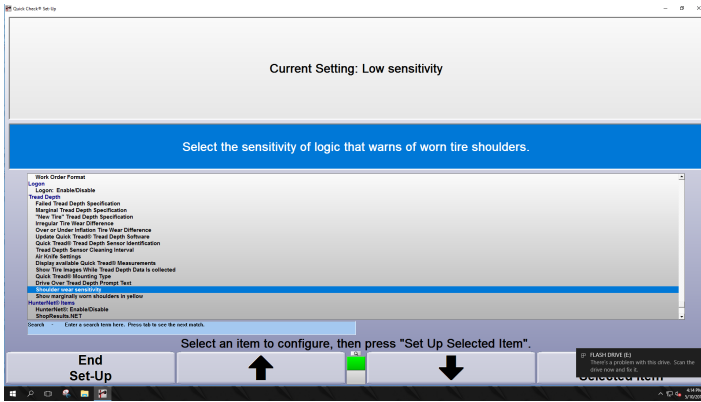 Quick Check® Set-Up
Current Setting: Low sensitivity
Select the sensitivity of logic that warns of worn tire shoulders.
Work Order Format
Logon
Logon: Enable/Disable
Tread Depth
Failed Tread Depth Specification
Marginal Tread Depth Specification
"New Tire" Tread Depth Specification
Irregular Tire Wear Difference
Over or Under Inflation Tire Wear Difference
Update Quick Tread® Tread Depth Software
Quick Tread® Tread Depth Sensor Identification
Tread Depth Sensor Cleaning Interval
Air Knife Settings
Display available Quick Tread® Measurements
Show Tire Images While Tread Depth Data Is collected
Quick Tread® Mounting Type
Drive Over Tread Depth Prompt Text
Shoulder wear sensitivity
Show marginally worn shoulders in yellow
HunterNet® Items
HunterNet®: Enable/Disable
ShopResults.NET
Search - Enter a search term here. Press tab to see the next match.
Select an item to configure, then press "Set Up Selected Item".
End
Set-Up
FLASH DRIVE (E:)
There's a problem with this drive. Scan the
drive now and fix it.
Selected Item
4:14 PM